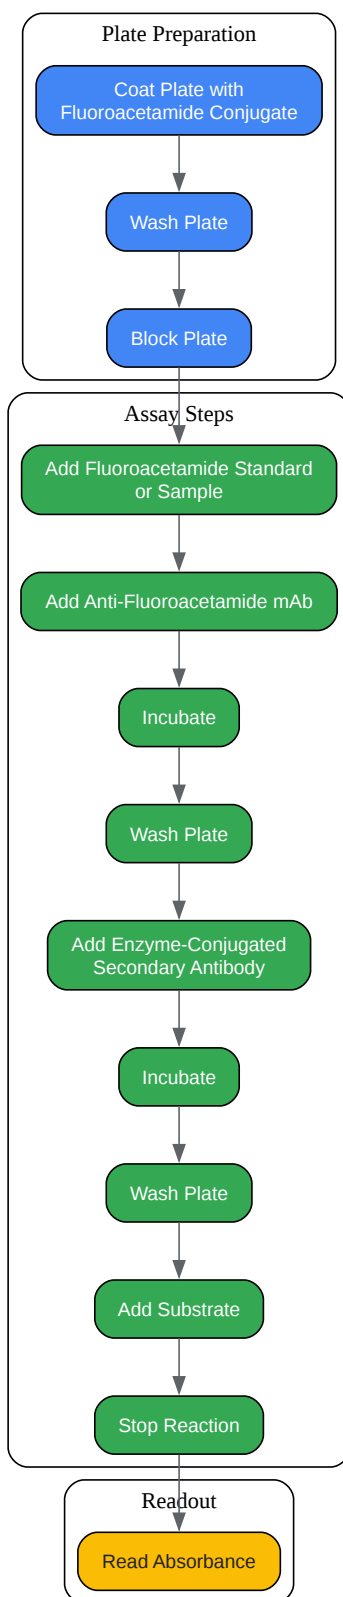 Plate Preparation
Coat Plate with
Fluoroacetamide Conjugate
Wash Plate
Block Plate
Assay Steps
Add Fluoroacetamide Standard
or Sample
Add Anti-Fluoroacetamide mAb
Incubate
Wash Plate
Add Enzyme-Conjugated
Secondary Antibody
Incubate
Wash Plate
Add Substrate
Stop Reaction
Readout
Read Absorbance